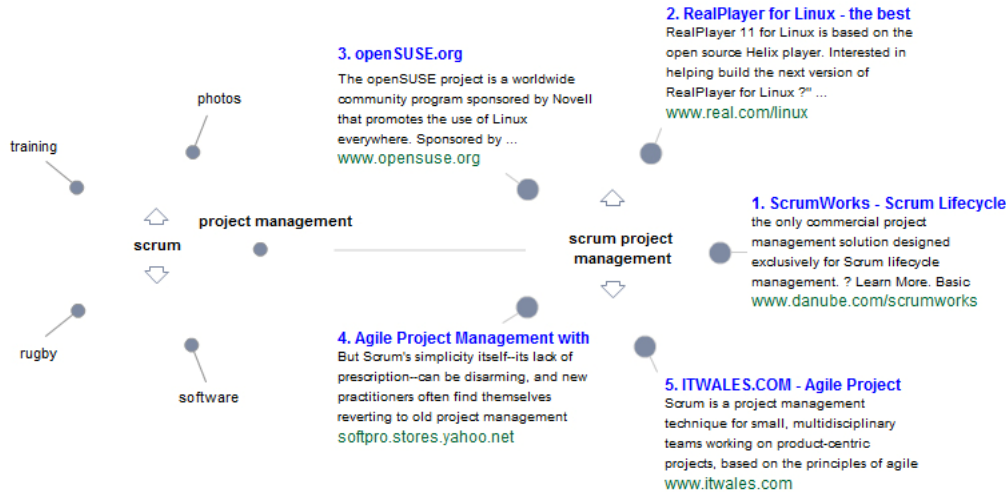 photos
training
project management
scrum
rugby
software
scrum project
management
1. ScrumWorks - Scrum Lifecycle
the only commercial project
management solution designed
exclusively for Scrum lifecycle
management. ? Learn More. Basic
www.danube.com/scrumworks
2. RealPlayer for Linux - the best
RealPlayer 11 for Linux is based on the
open source Helix player. Interested in
helping build the next version of
RealPlayer for Linux ?" ...
www.real.com/linux
3. openSUSE.org
The openSUSE project is a worldwide
community program sponsored by Novell
that promotes the use of Linux
everywhere. Sponsored by ...
www.opensuse.org
4. Agile Project Management with
But Scrum's simplicity itself--its lack of
prescription--can be disarming, and new
practitioners often find themselves
reverting to old project management
softpro.stores.yahoo.net
5. ITWALES.COM - Agile Project
Scrum is a project management
technique for small, multidisciplinary
teams working on product-centric
projects, based on the principles of agile
www.itwales.com